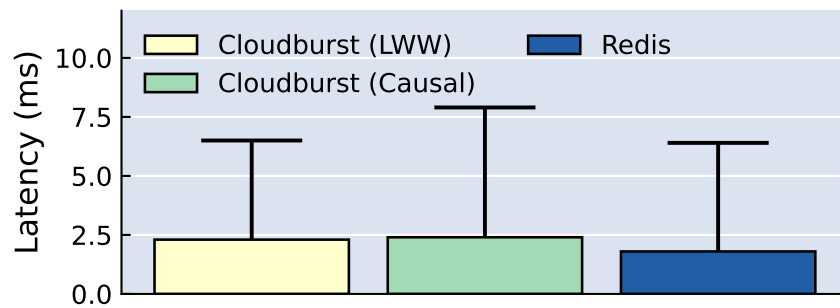 Cloudburst (LWW)
Redis
Cloudburst (Causal)
Latency (ms)
10.0
7.5
5.0
2.5
0.0